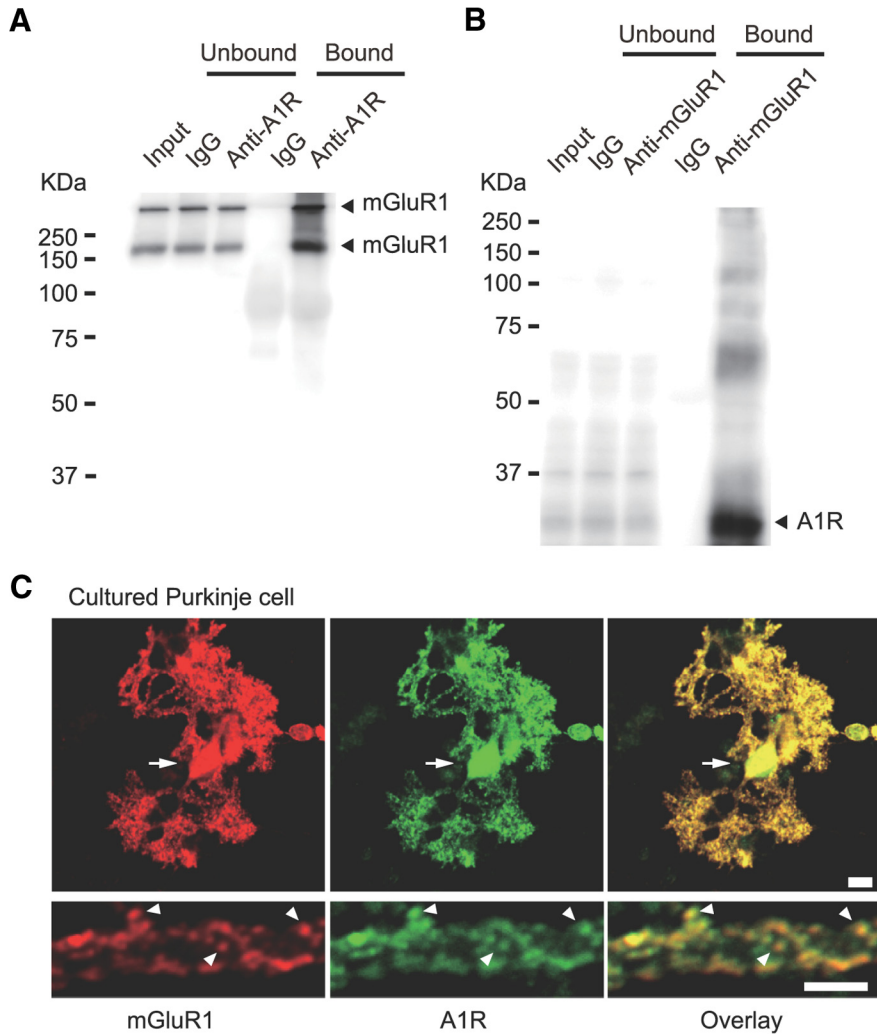 A
Unbound Bound
Input IgG Anti-A1R IgG Anti-A1R
KDa
mGluR1
250
mGluR1
150
100
75
50
37
B
Unbound Bound
Input IgG Anti-mGluR1 IgG Anti-mGluR1
KDa
250
150
100
75
50
37
A1R
C
Cultured Purkinje cell
mGluR1 A1R Overlay